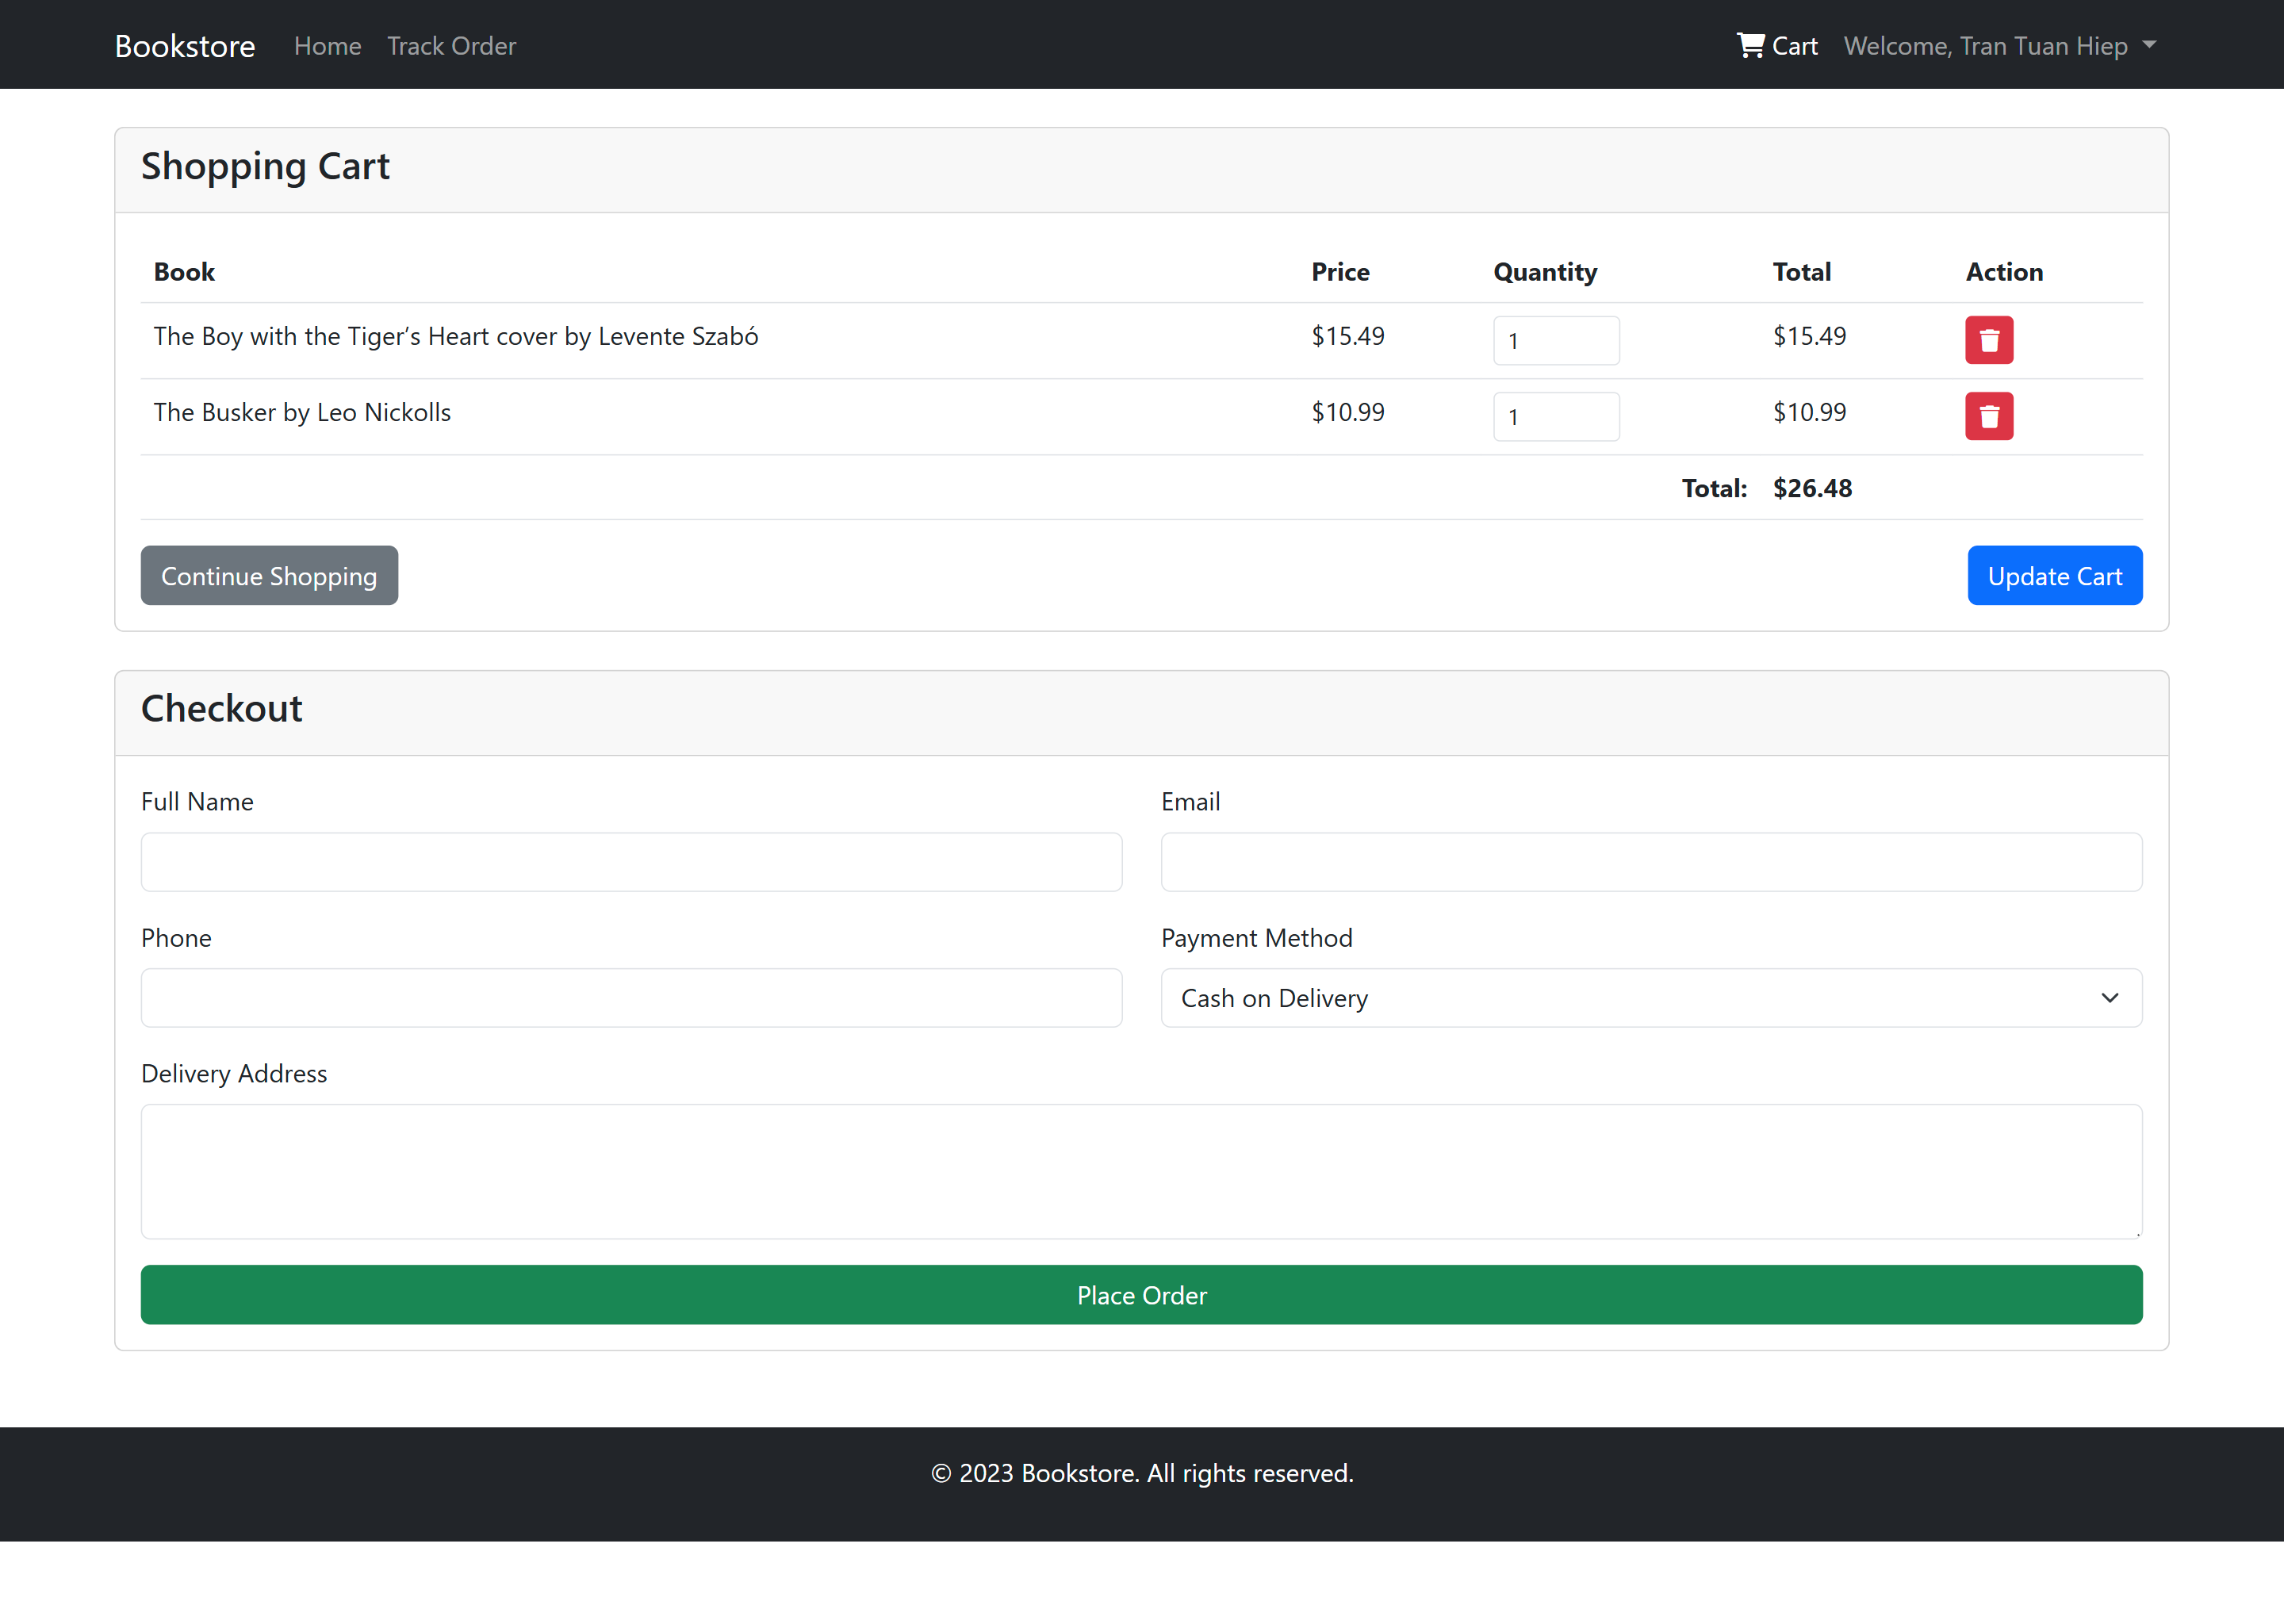 Bookstore Home Track Order Cart Welcome, Tran Tuan Hiep
Shopping Cart
Book Price Quantity Total Action
The Boy with the Tiger’s Heart cover by Levente Szabó $15.49 1 $15.49
The Busker by Leo Nickolls $10.99 1 $10.99
Total: $26.48
Continue Shopping Update Cart
Checkout
Full Name Email
Phone Payment Method
Cash on Delivery
Delivery Address
Place Order
© 2023 Bookstore. All rights reserved.